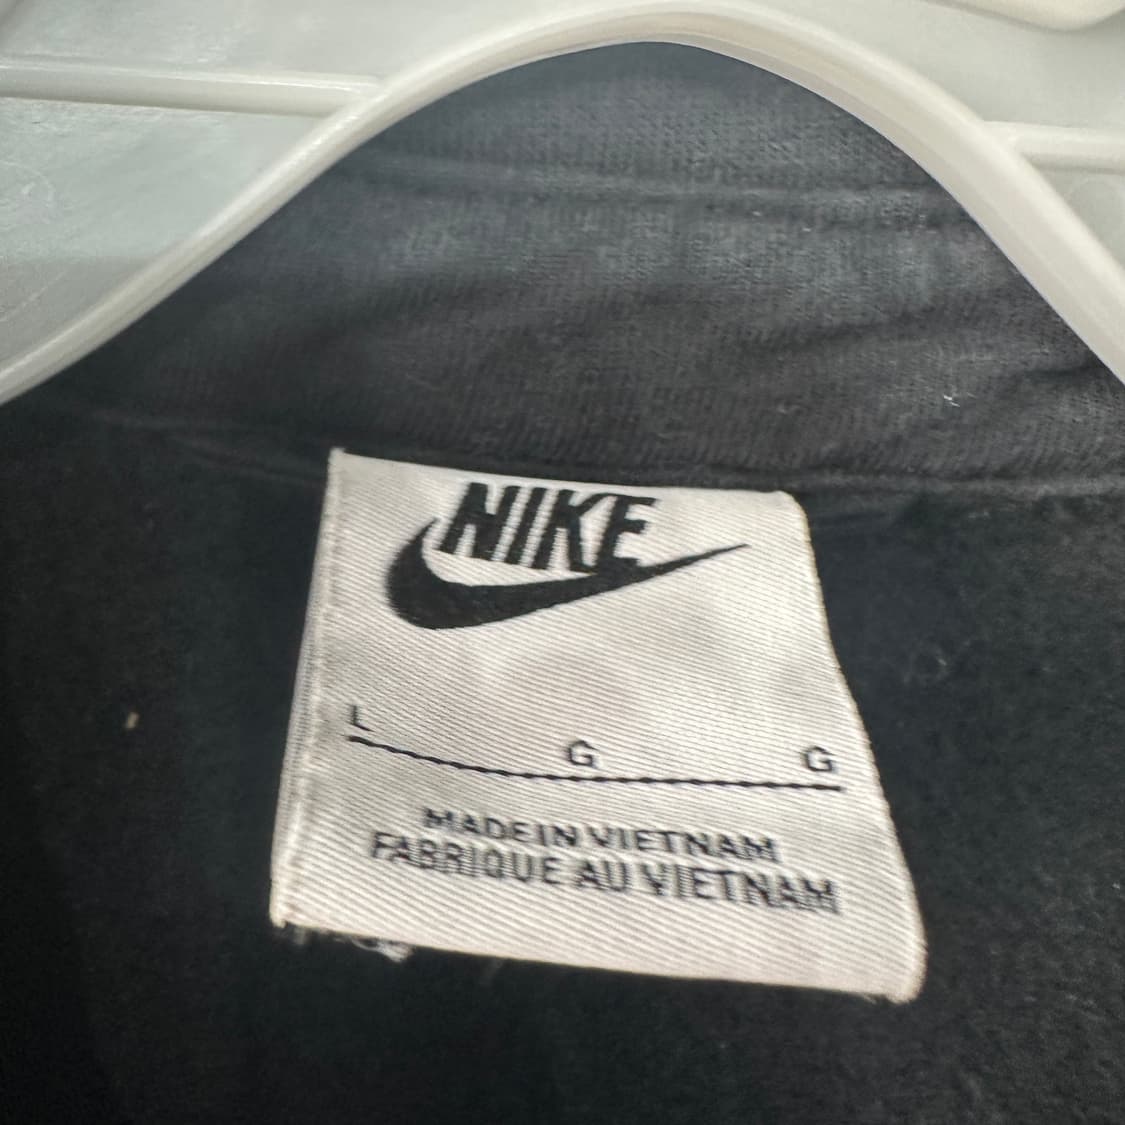 NIKE
L G G
MADE IN VIETNAM
FABRIQUE AU VIETNAM